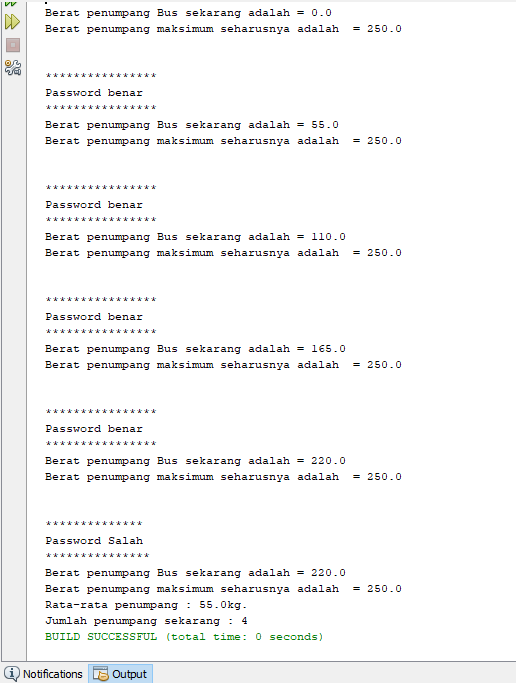 Berat penumpang Bus sekarang adalah = 0.0
Berat penumpang maksimum seharusnya adalah  = 250.0
****************
Password benar
****************
Berat penumpang Bus sekarang adalah = 55.0
Berat penumpang maksimum seharusnya adalah  = 250.0
****************
Password benar
****************
Berat penumpang Bus sekarang adalah = 110.0
Berat penumpang maksimum seharusnya adalah  = 250.0
****************
Password benar
****************
Berat penumpang Bus sekarang adalah = 165.0
Berat penumpang maksimum seharusnya adalah  = 250.0
****************
Password benar
****************
Berat penumpang Bus sekarang adalah = 220.0
Berat penumpang maksimum seharusnya adalah  = 250.0
**************
Password Salah
***************
Berat penumpang Bus sekarang adalah = 220.0
Berat penumpang maksimum seharusnya adalah  = 250.0
Rata-rata penumpang : 55.0kg.
Jumlah penumpang sekarang : 4
BUILD SUCCESSFUL (total time: 0 seconds)
Notifications Output